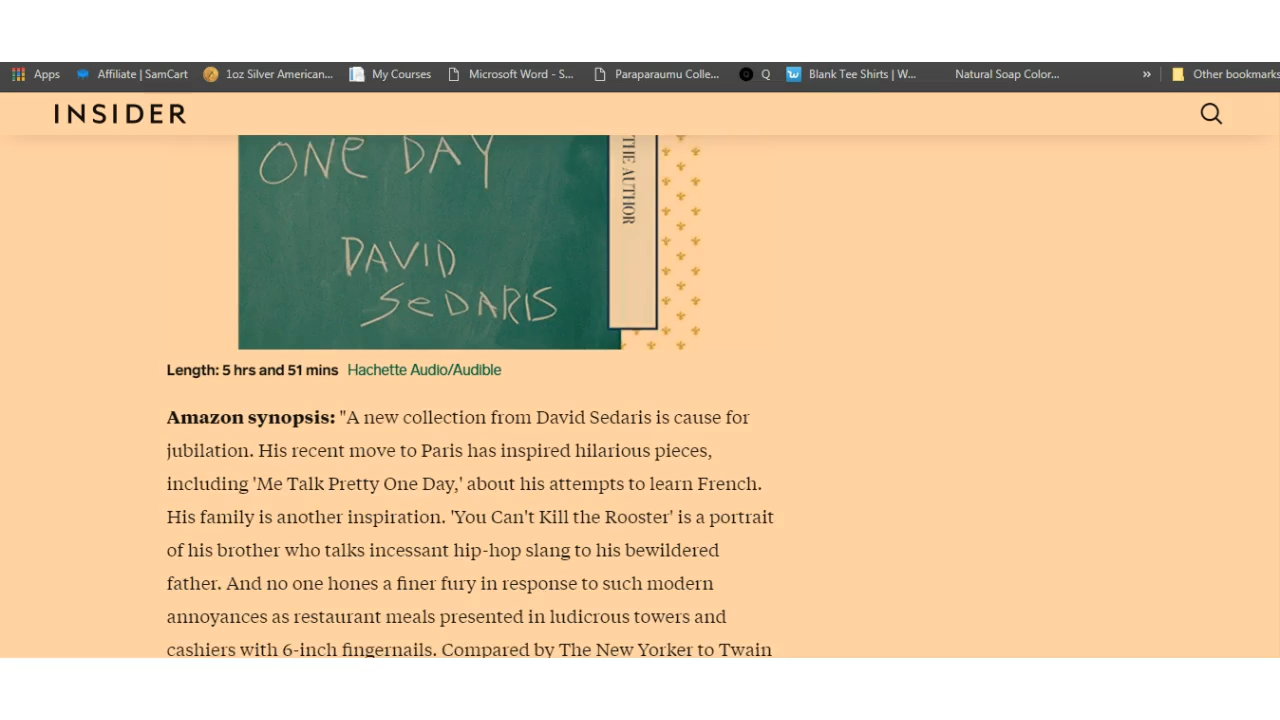 Apps Affiliate | SamCart 1oz Silver American... My Courses Microsoft Word - S... Paraparaumu Colle... Q Blank Tee Shirts | W... Natural Soap Color... » Other bookmarks
INSIDER
ONE DAY
THE AUTHOR
DAVID
SeDARIS
Length: 5 hrs and 51 mins Hachette Audio/Audible
Amazon synopsis: "A new collection from David Sedaris is cause for
jubilation. His recent move to Paris has inspired hilarious pieces,
including 'Me Talk Pretty One Day,' about his attempts to learn French.
His family is another inspiration. 'You Can't Kill the Rooster' is a portrait
of his brother who talks incessant hip-hop slang to his bewildered
father. And no one hones a finer fury in response to such modern
annoyances as restaurant meals presented in ludicrous towers and
cashiers with 6-inch fingernails. Compared by The New Yorker to Twain